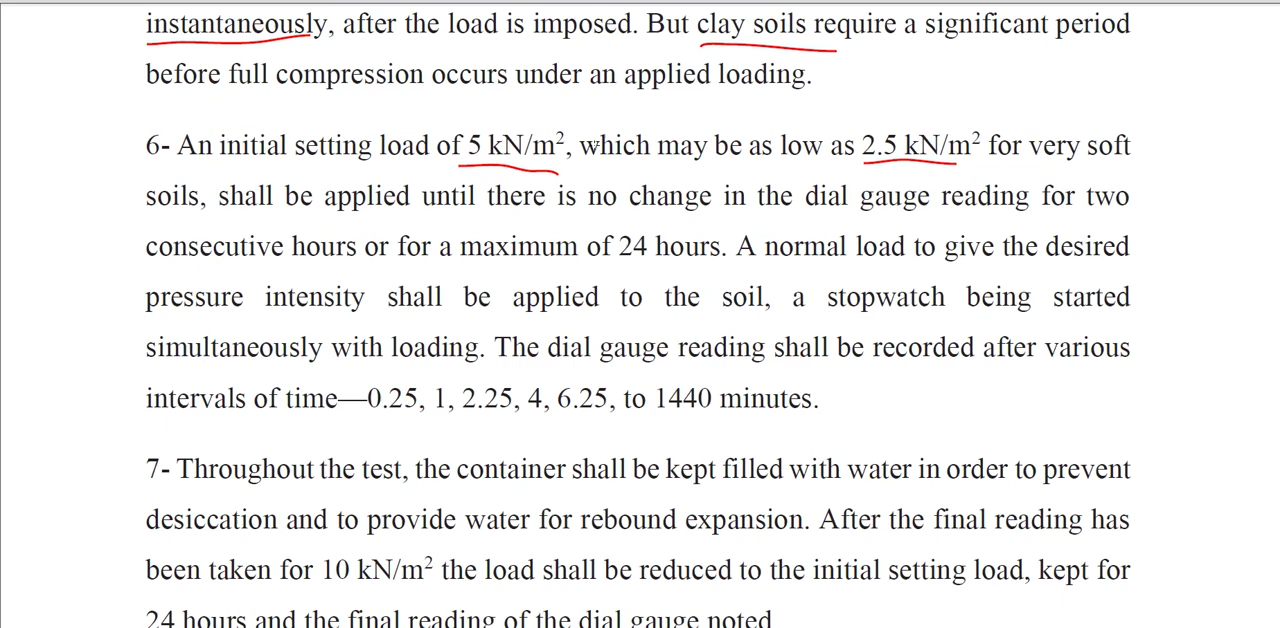 instantaneously, after the load is imposed. But clay soils require a significant period
before full compression occurs under an applied loading.
6- An initial setting load of 5 kN/m², which may be as low as 2.5 kN/m² for very soft
soils, shall be applied until there is no change in the dial gauge reading for two
consecutive hours or for a maximum of 24 hours. A normal load to give the desired
pressure intensity shall be applied to the soil, a stopwatch being started
simultaneously with loading. The dial gauge reading shall be recorded after various
intervals of time—0.25, 1, 2.25, 4, 6.25, to 1440 minutes.
7- Throughout the test, the container shall be kept filled with water in order to prevent
desiccation and to provide water for rebound expansion. After the final reading has
been taken for 10 kN/m² the load shall be reduced to the initial setting load, kept for
24 hours and the final reading of the dial gauge noted